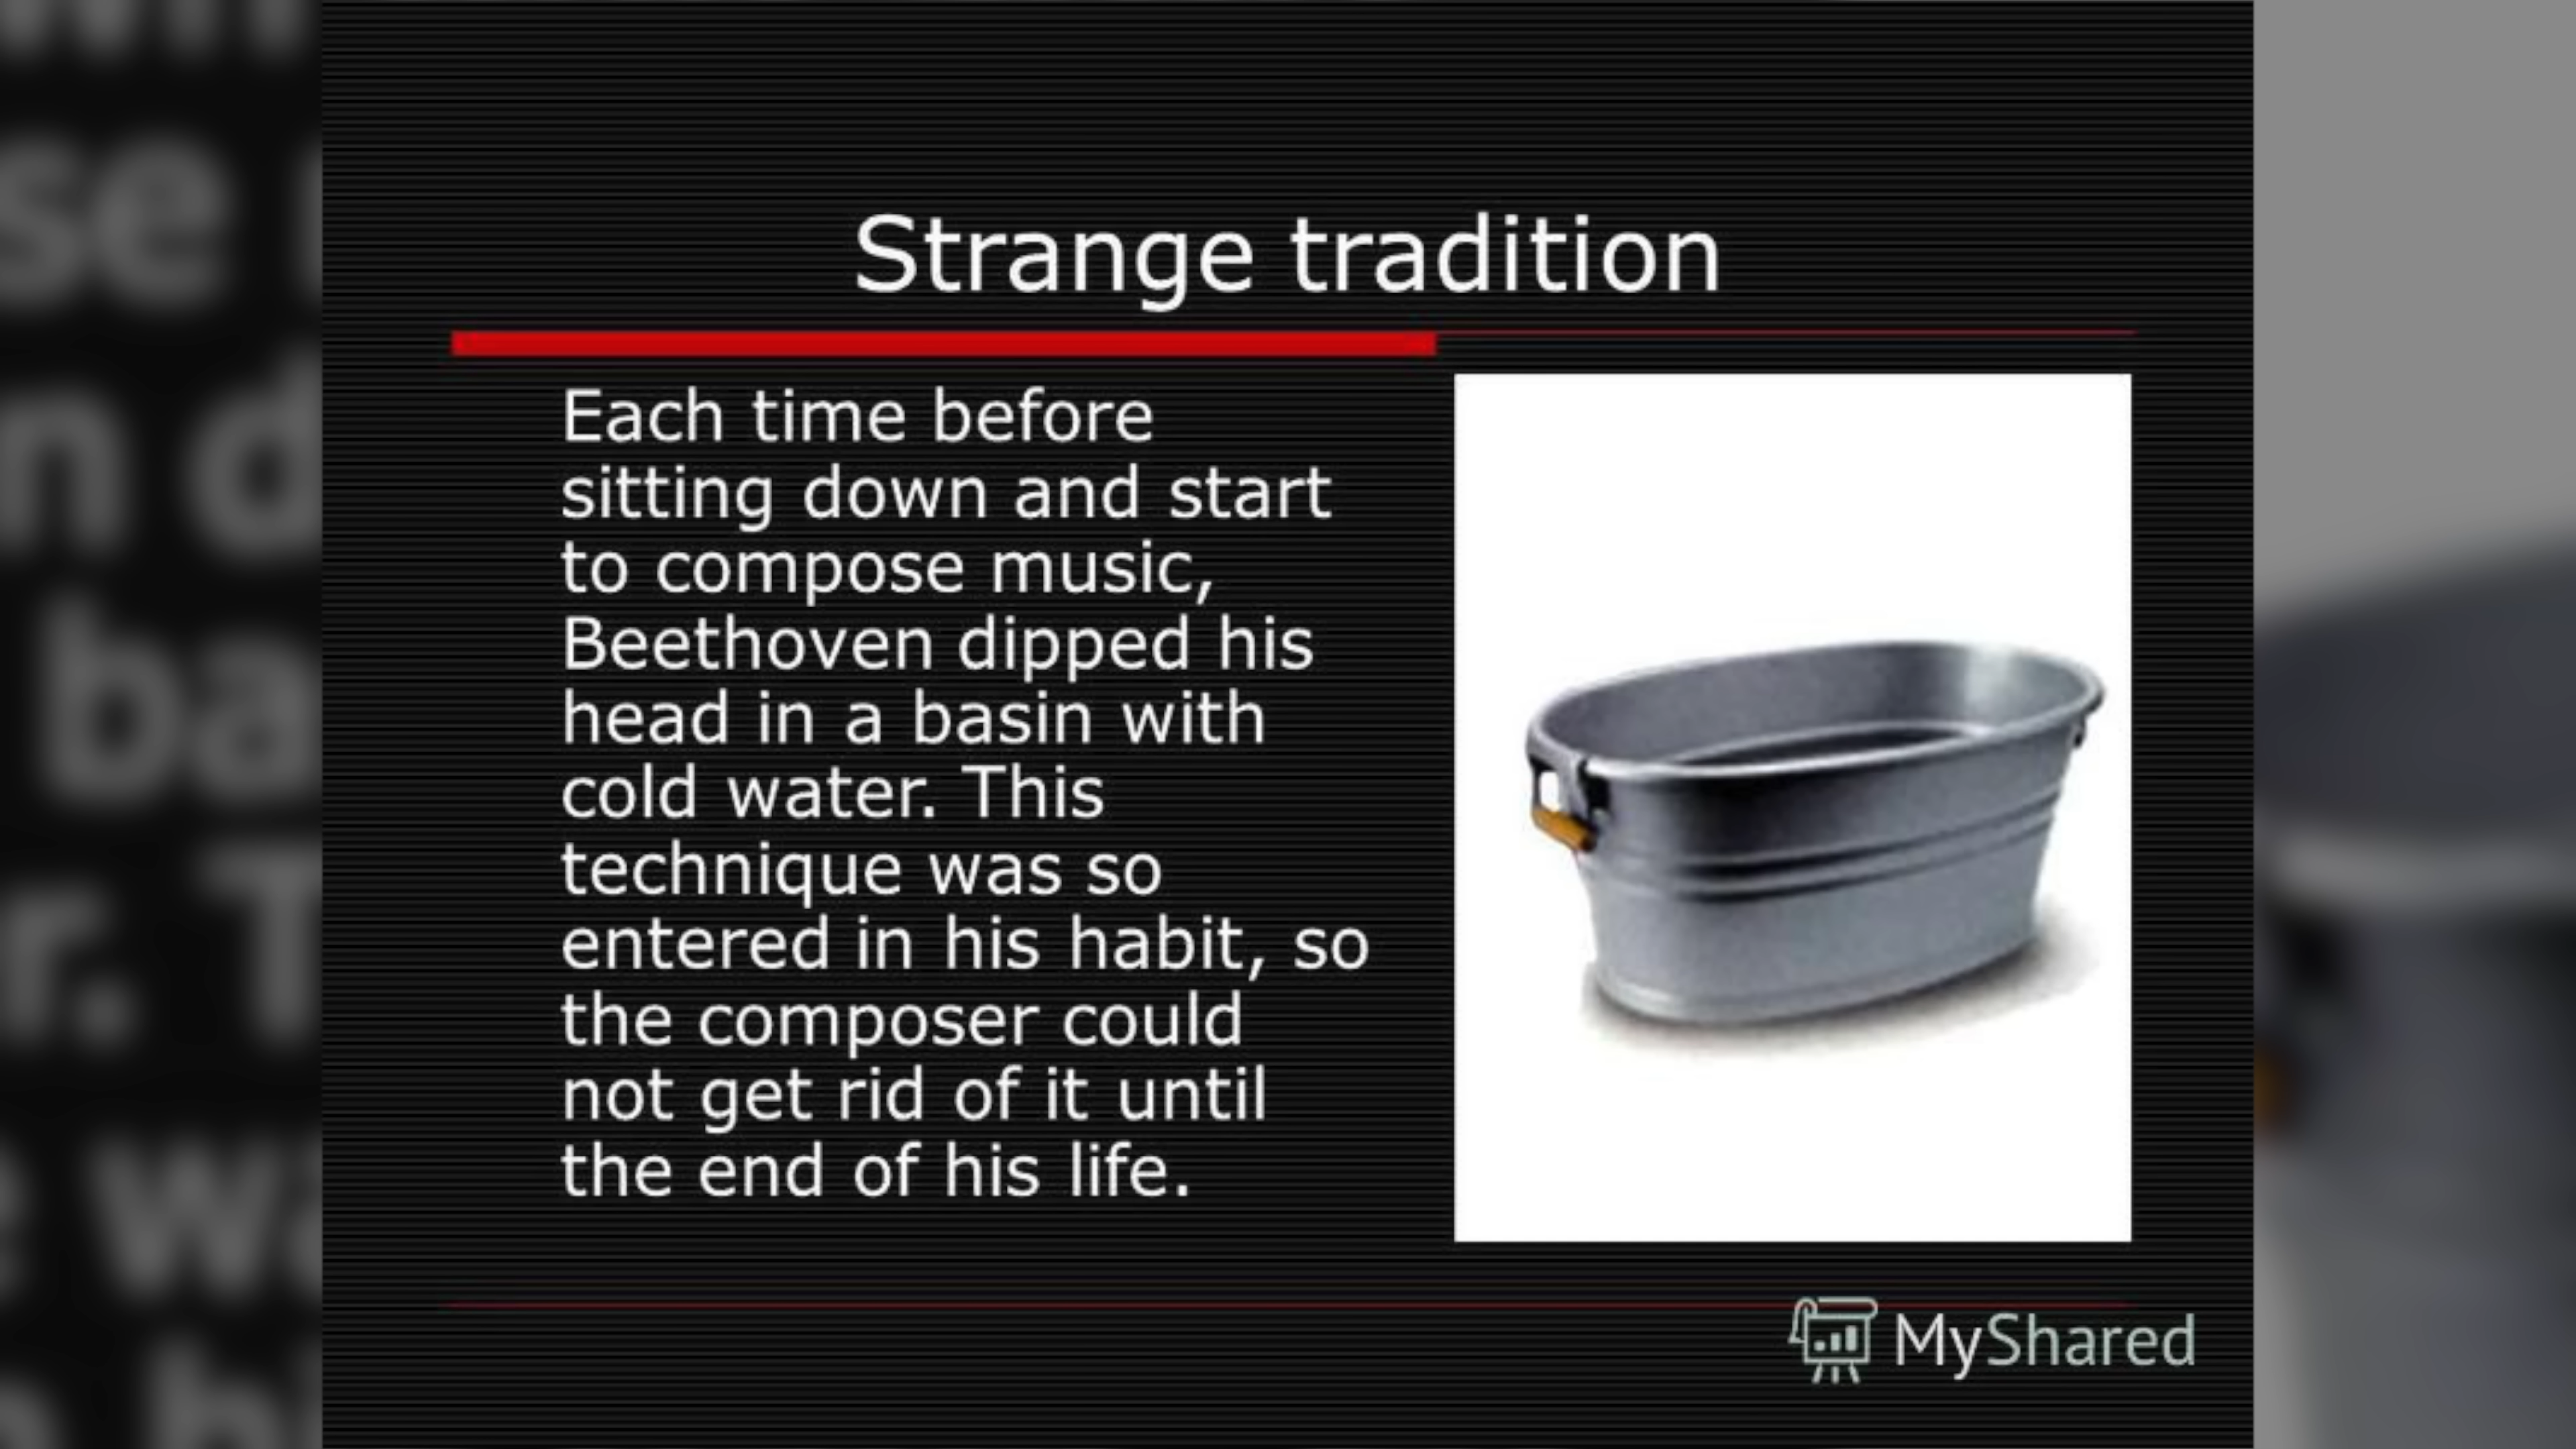 Strange tradition
Each time before
sitting down and start
to compose music,
Beethoven dipped his
head in a basin with
cold water. This
technique was so
entered in his habit, so
the composer could
not get rid of it until
the end of his life.
MyShared